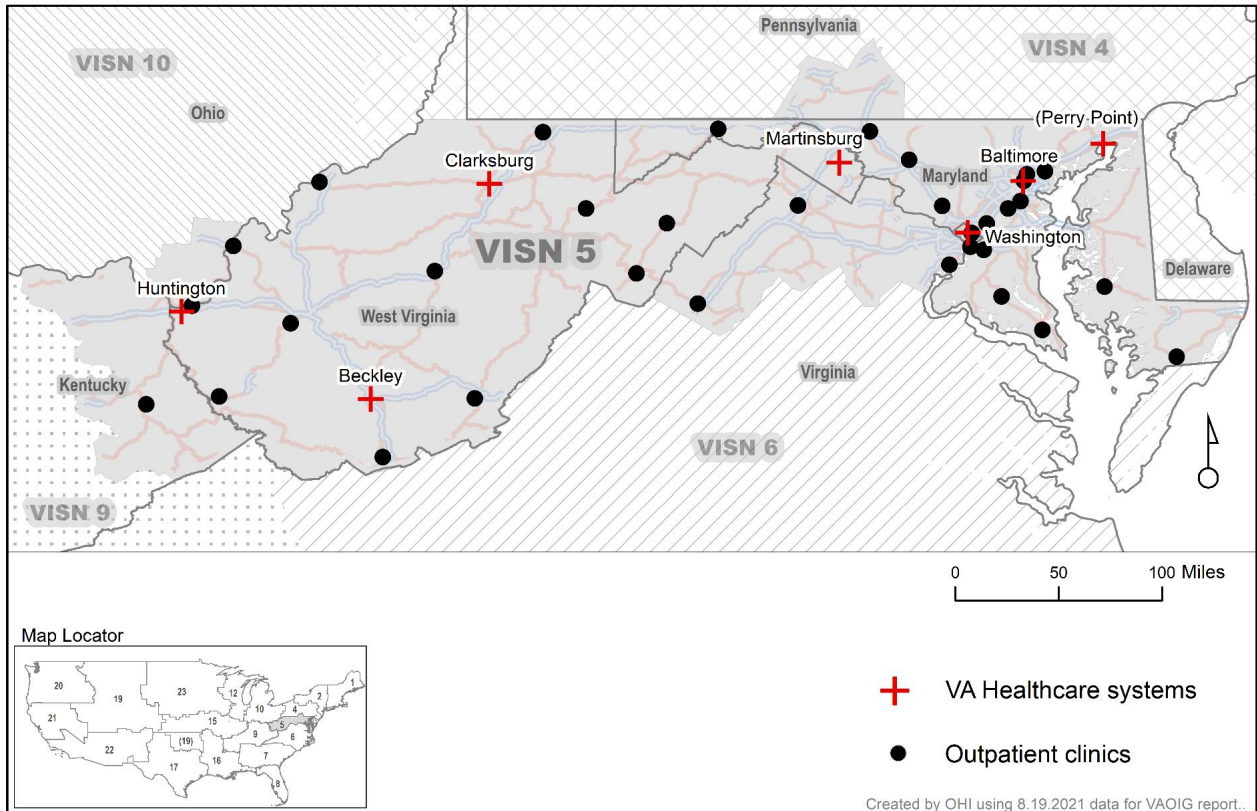 Pennsylvania
VISN 4
VISN 10
Ohio
(Perry Point)
Martinsburg
Clarksburg
Baltimore
Maryland
VISN 5
Washington
Delaware
Huntington
West Virginia
Kentucky
Beckley
Virginia
VISN 6
VISN 9
0 50 100 Miles
Map Locator
20
19
23
12
10
2
1
4
5
21
15
9
6
22
(19)
7
17
16
8
VA Healthcare systems
Outpatient clinics
Created by OHI using 8.19.2021 data for VAOIG report..